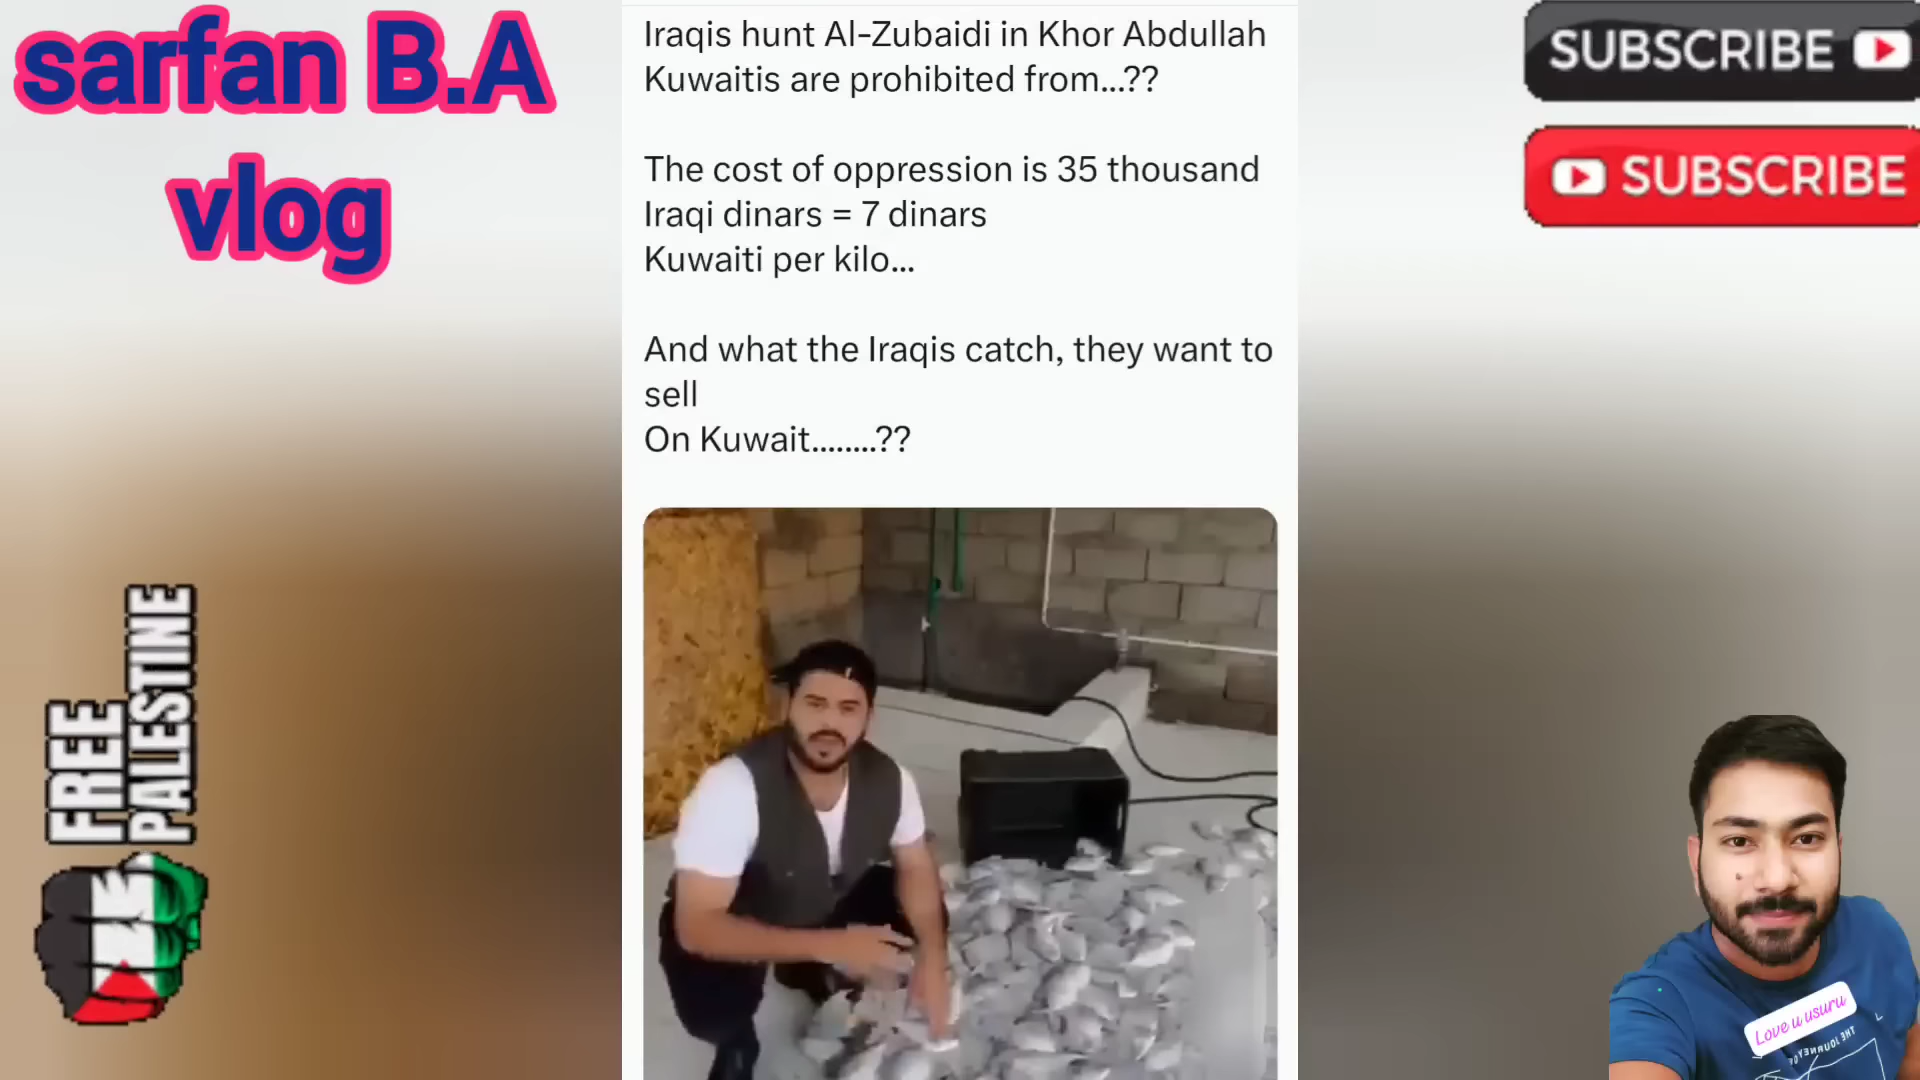 sarfan B.A
vlog
Iraqis hunt Al-Zubaidi in Khor Abdullah
Kuwaitis are prohibited from...??
The cost of oppression is 35 thousand
Iraqi dinars = 7 dinars
Kuwaiti per kilo...
And what the Iraqis catch, they want to
sell
On Kuwait........??
SUBSCRIBE
SUBSCRIBE
FREE
PALESTINE
Love u usuru
THE JOURNEY